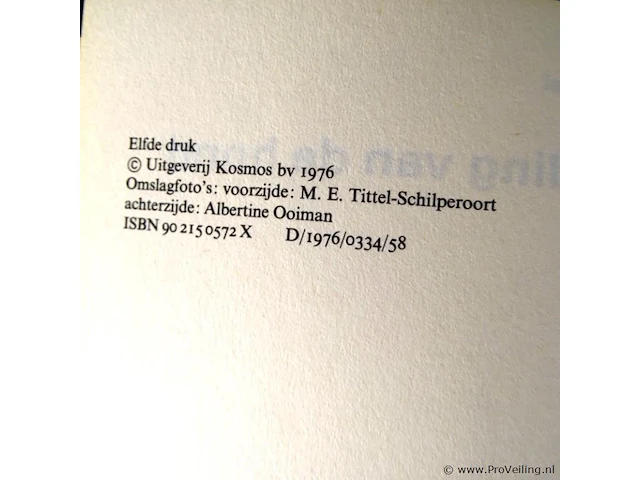 Elfde druk
© Uitgeverij Kosmos bv 1976
Omslagfoto's: voorzijde: M. E. Tittel-Schilperoort
achterzijde: Albertine Ooiman
ISBN 90 215 0572 X D/1976/0334/58
© www.ProVeiling.nl